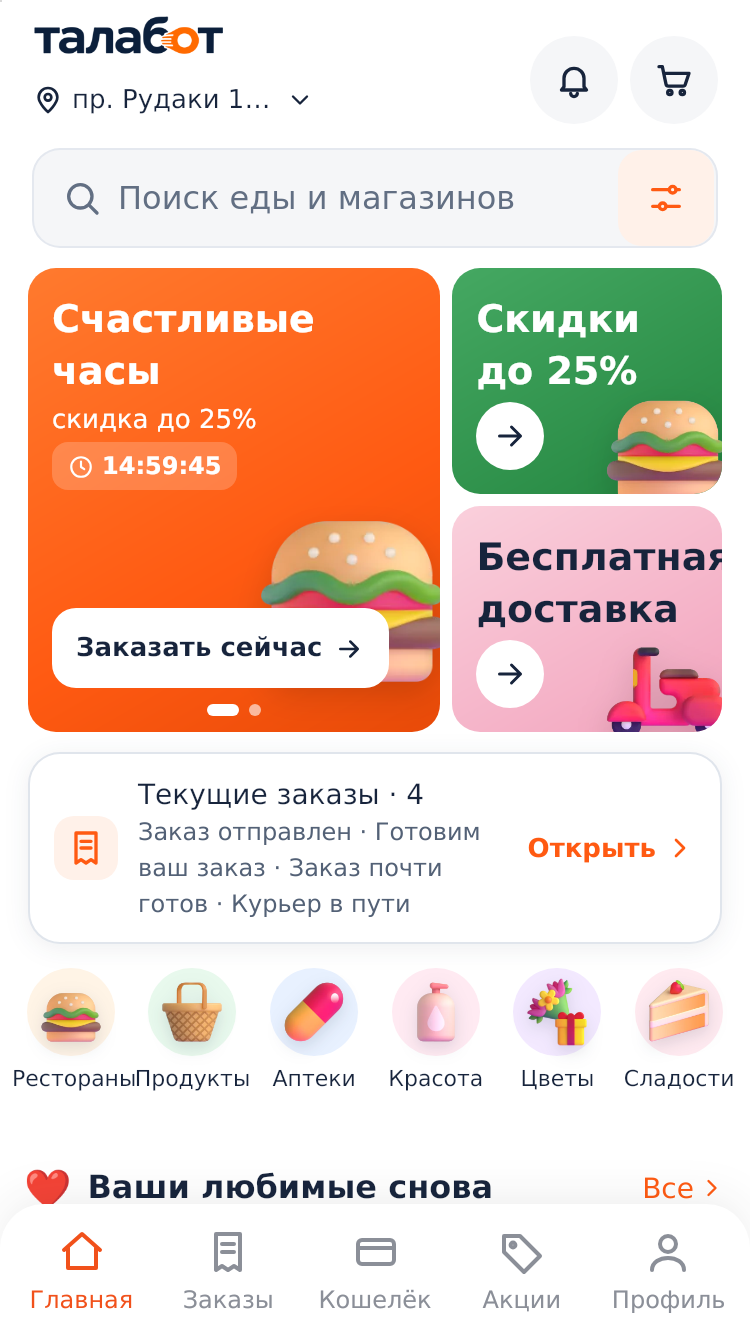 талабот
пр. Рудаки 1...
Поиск еды и магазинов
Счастливые
часы
скидка до 25%
14:59:45
Заказать сейчас
Скидки
до 25%
Бесплатная
доставка
Текущие заказы · 4
Заказ отправлен · Готовим
ваш заказ · Заказ почти
готов · Курьер в пути
Открыть
Рестораны Продукты Аптеки Красота Цветы Сладости
Ваши любимые снова Все
Главная Заказы Кошелёк Акции Профиль